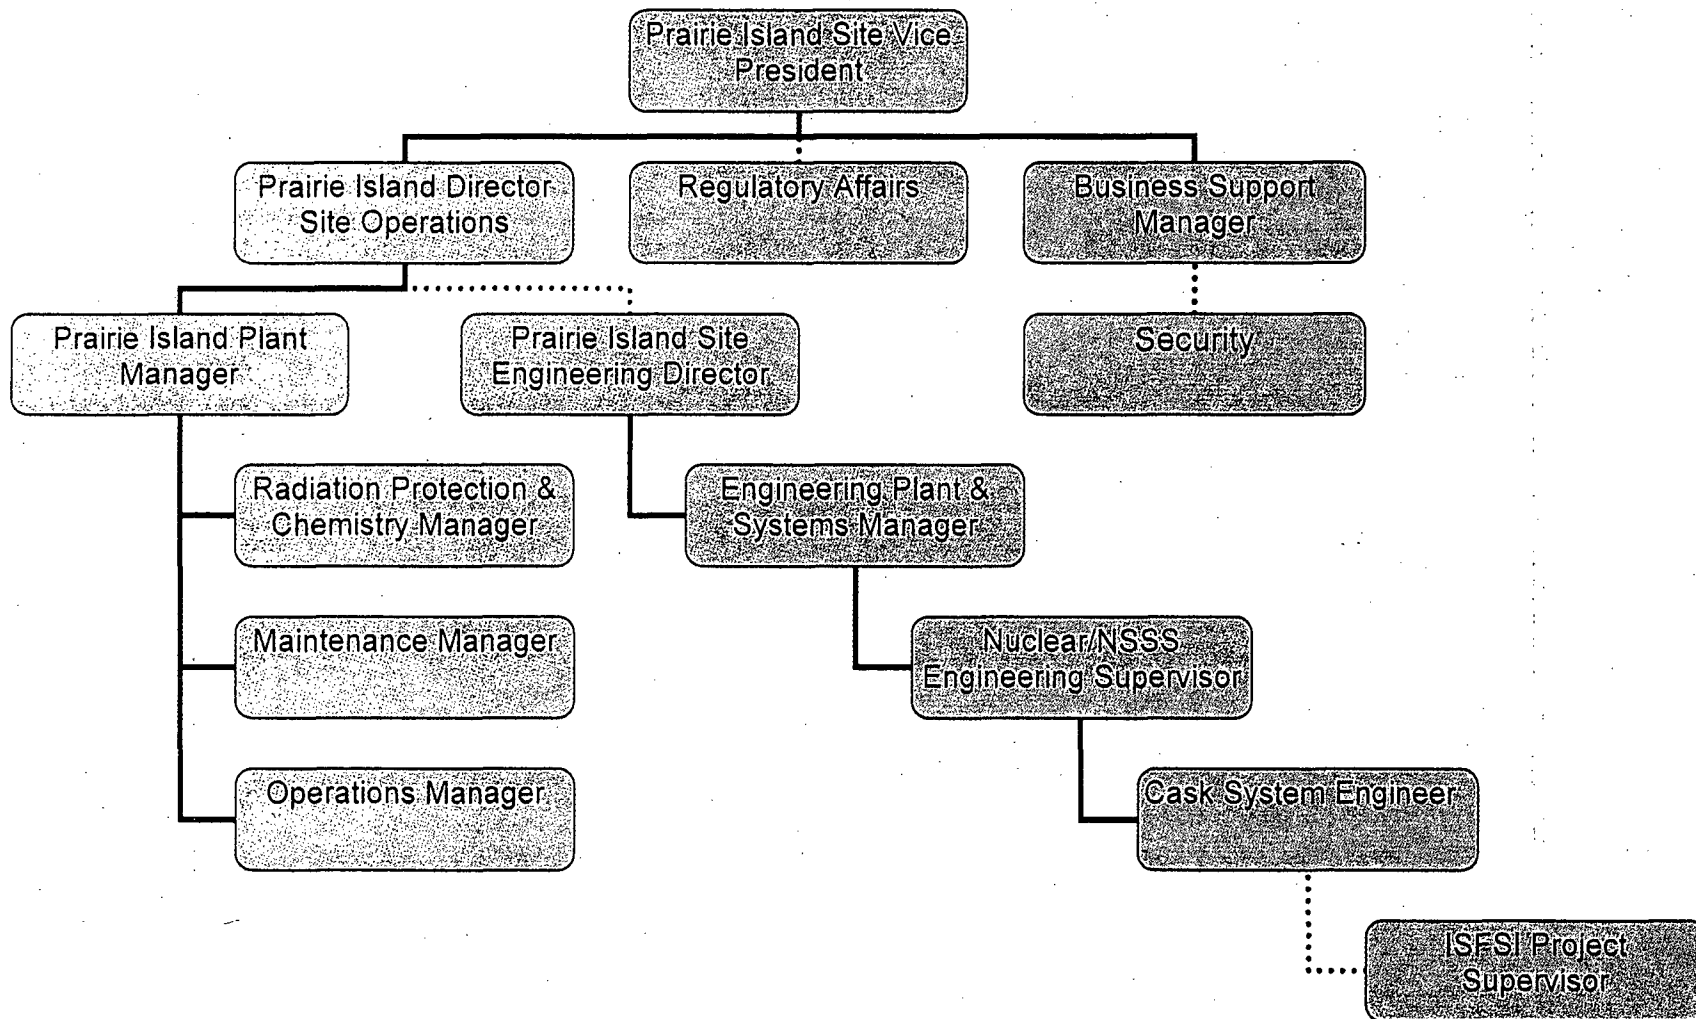 Prairie Island Site Vice
President
Prairie Island Director
Site Operations
Regulatory Affairs
Business Support
Manager
Prairie Island Plant
Manager
Prairie Island Site
Engineering Director
Security
Radiation Protection &
Chemistry Manager
Engineering Plant &
Systems Manager
Maintenance Manager
Nuclear/NSSS
Engineering Supervisor
Operations Manager
Cask System Engineer
ISFSI Project
Supervisor